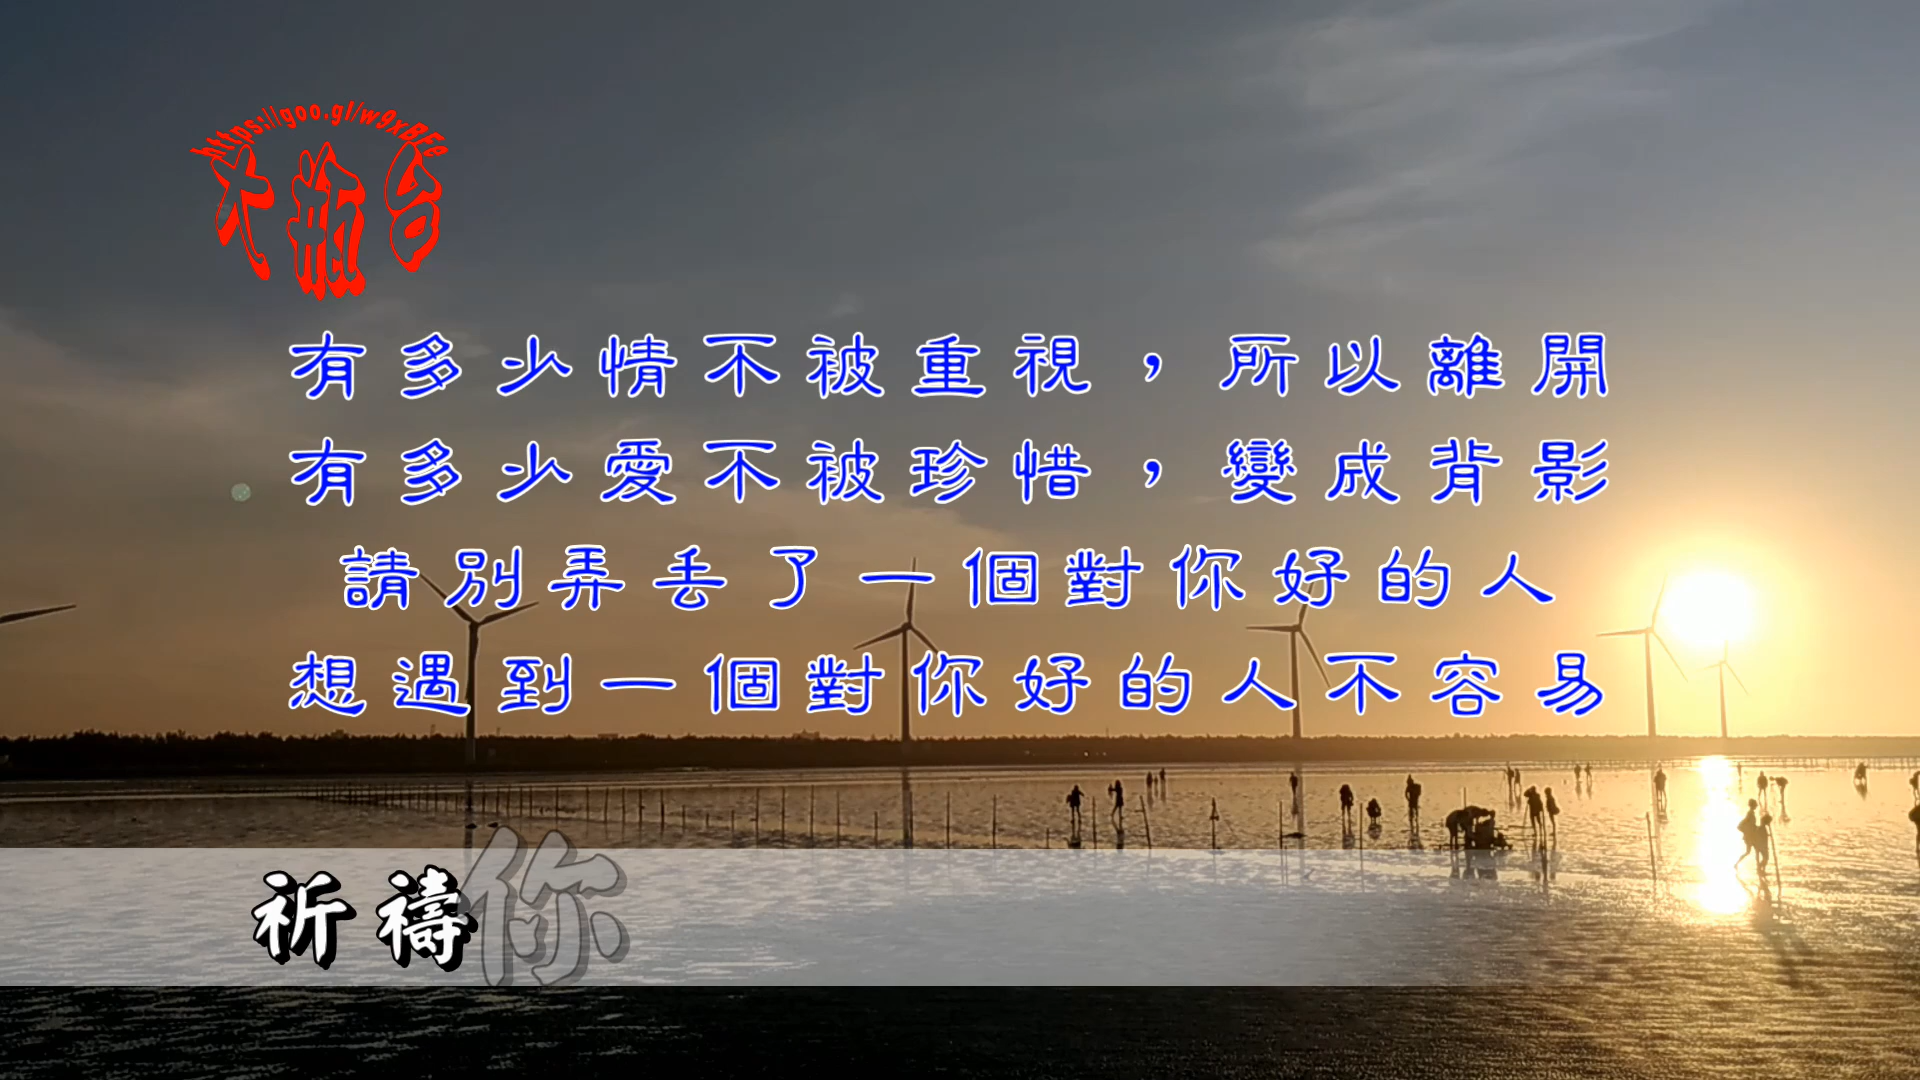 https://goo.gl/w9xBFe
不瓶台
有多少情不被重視，所以離開
有多少愛不被珍惜，變成背影
請別弄丟了一個對你好的人
想遇到一個對你好的人不容易
祈禱你